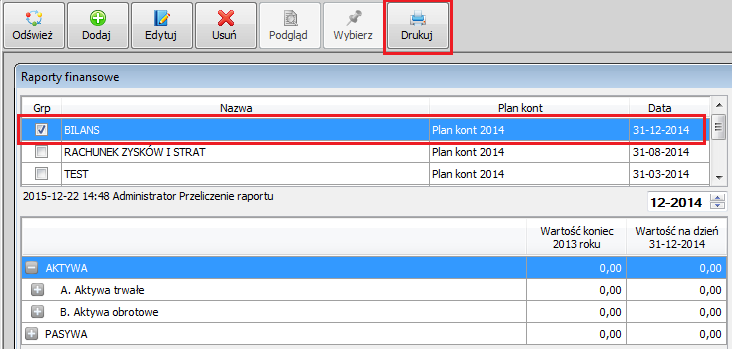 Odśwież Dodaj Edytuj Usuń Podgląd Wybierz Drukuj
Raporty finansowe
Grp Nazwa Plan kont Data
BILANS Plan kont 2014 31-12-2014
RACHUNEK ZYSKÓW I STRAT Plan kont 2014 31-08-2014
TEST Plan kont 2014 31-03-2014
2015-12-22 14:48 Administrator Przeliczenie raportu 12-2014
Wartość koniec Wartość na dzień
2013 roku 31-12-2014
AKTYWA 0,00 0,00
A. Aktywa trwałe 0,00 0,00
B. Aktywa obrotowe 0,00 0,00
PASYWA 0,00 0,00